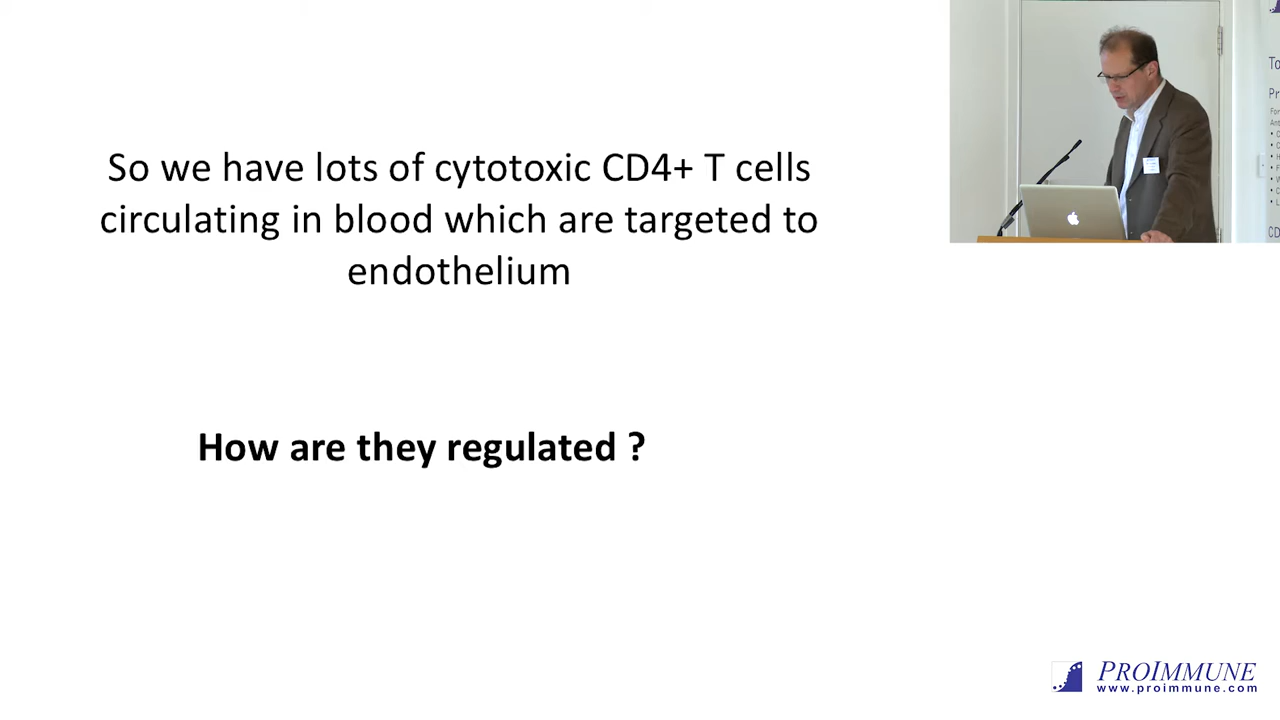 So we have lots of cytotoxic CD4+ T cells
circulating in blood which are targeted to
endothelium
How are they regulated ?
PROIMMUNE
www.proimmune.com